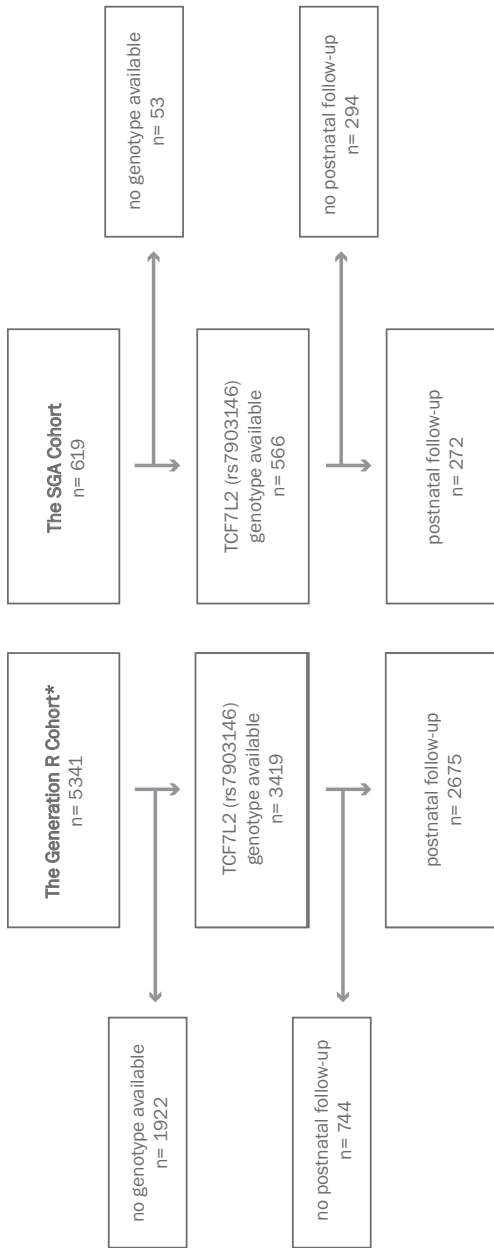 The Generation R Cohort*
n= 5341
The SGA Cohort
n= 619
no genotype available
n= 1922
no genotype available
n= 53
TCF7L2 (rs7903146)
genotype available
n= 3419
TCF7L2 (rs7903146)
genotype available
n= 566
no postnatal follow-up
n= 744
no postnatal follow-up
n= 294
postnatal follow-up
n= 2675
postnatal follow-up
n= 272